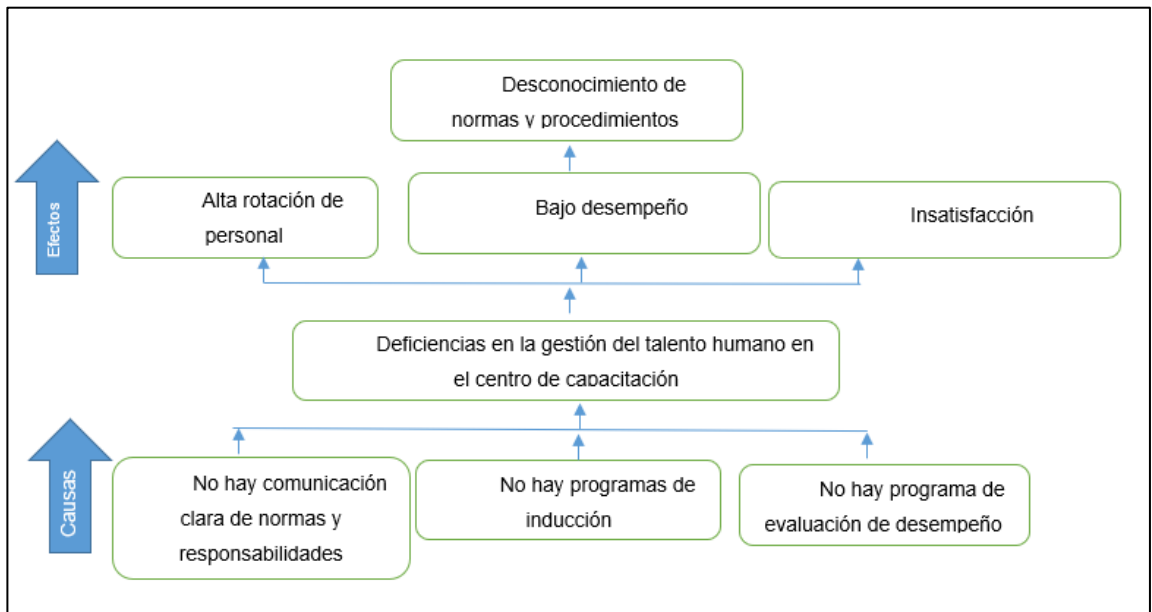 Desconocimiento de
normas y procedimientos
Efectos
Alta rotación de
personal
Bajo desempeño
Insatisfacción
Deficiencias en la gestión del talento humano en
el centro de capacitación
Causas
No hay comunicación
clara de normas y
responsabilidades
No hay programas de
inducción
No hay programa de
evaluación de desempeño